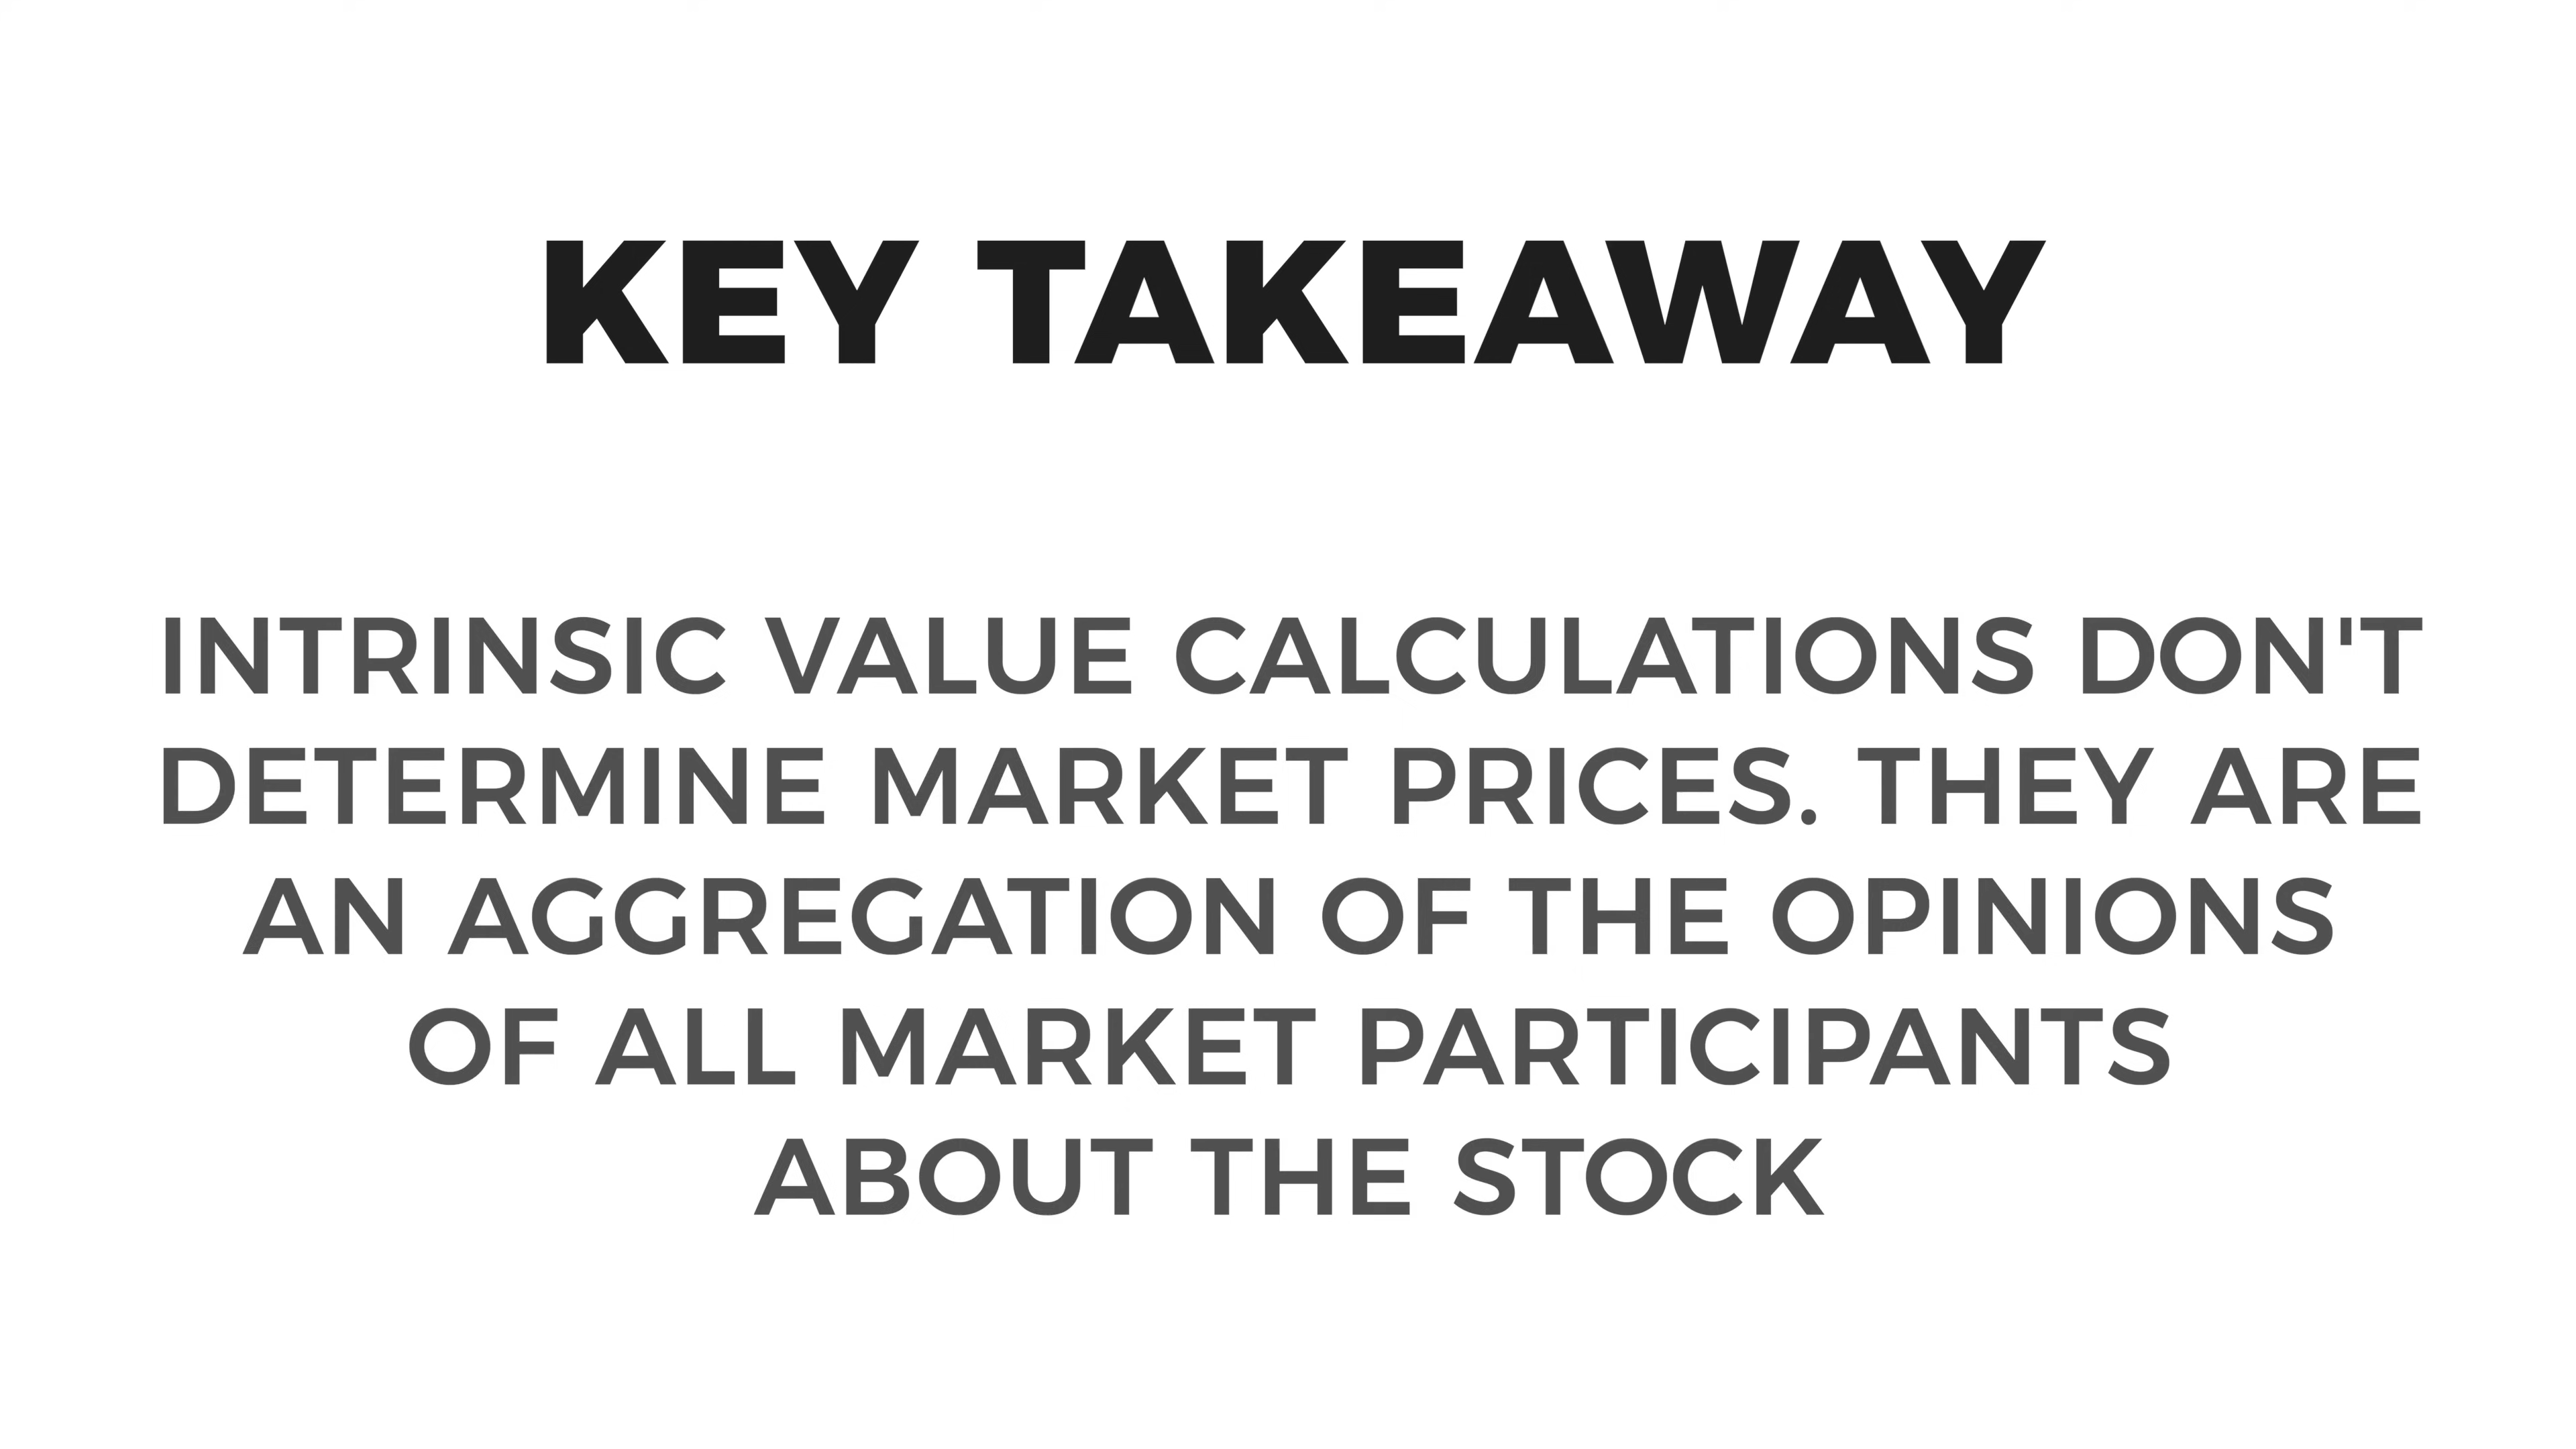 KEY TAKEAWAY
INTRINSIC VALUE CALCULATIONS DON'T
DETERMINE MARKET PRICES. THEY ARE
AN AGGREGATION OF THE OPINIONS
OF ALL MARKET PARTICIPANTS
ABOUT THE STOCK